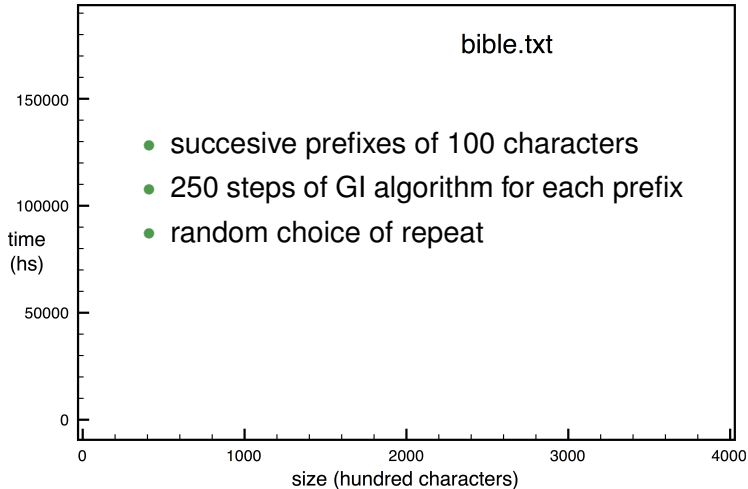 bible.txt
150000
• succesive prefixes of 100 characters
• 250 steps of GI algorithm for each prefix
100000
• random choice of repeat
time
(hs)
50000
0
0 1000 2000 3000 4000
size (hundred characters)